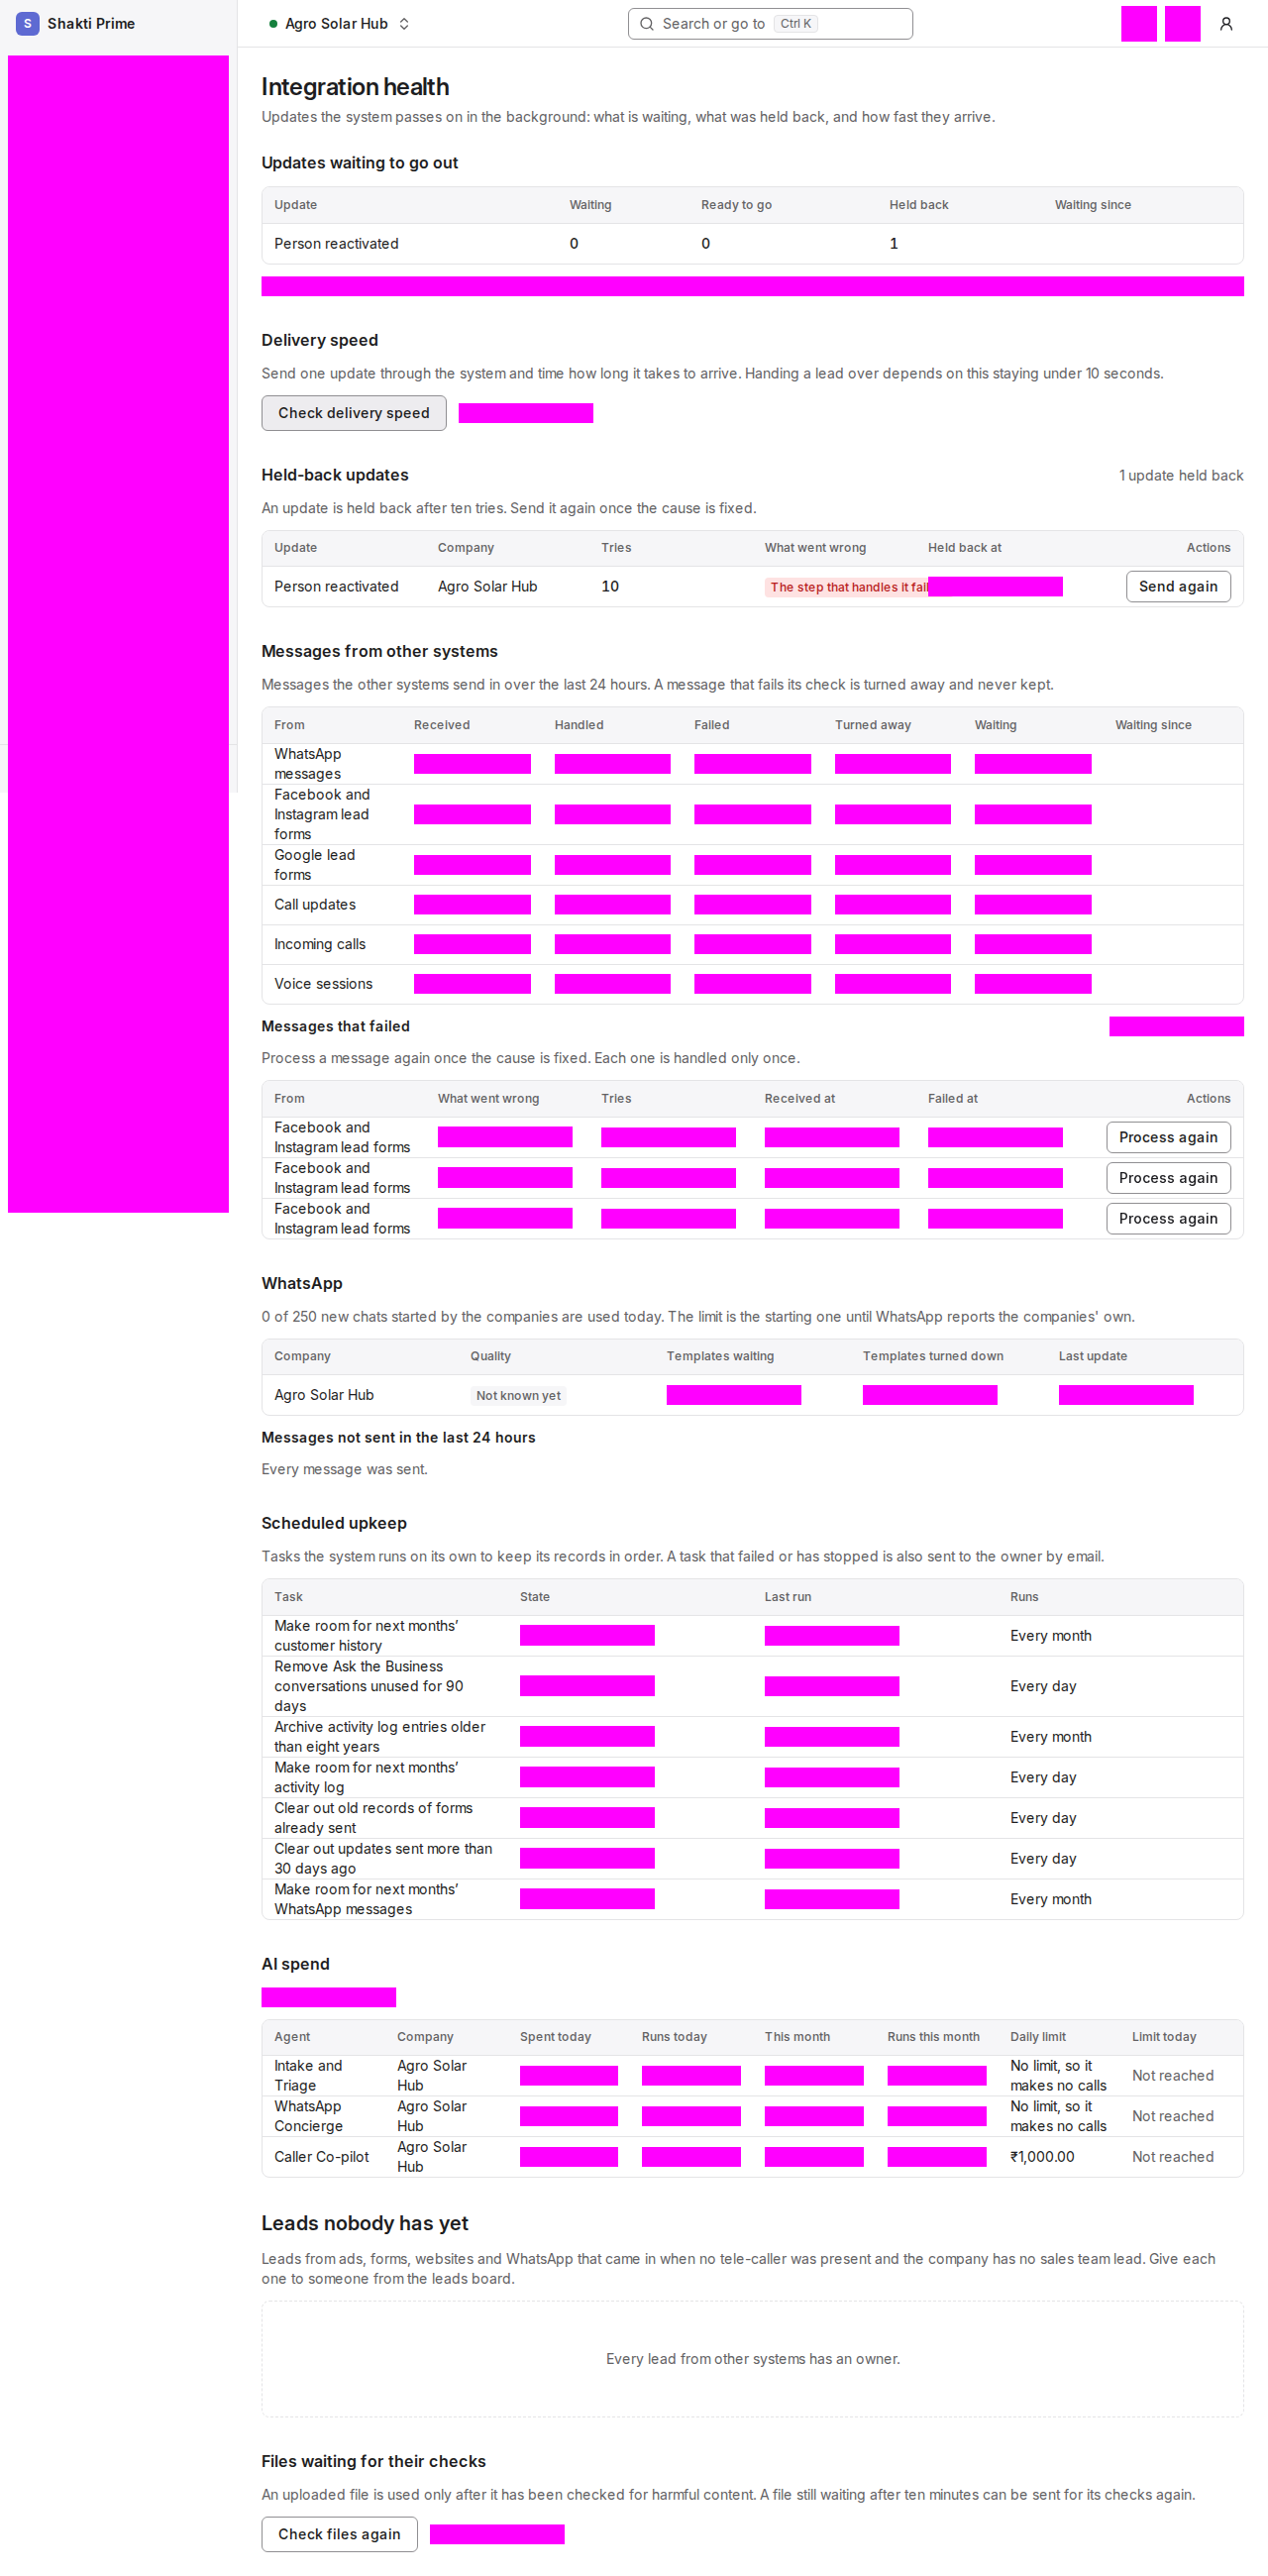 S Shakti Prime
Agro Solar Hub
Search or go to Ctrl K
Integration health
Updates the system passes on in the background: what is waiting, what was held back, and how fast they arrive.
Updates waiting to go out
Update Waiting Ready to go Held back Waiting since
Person reactivated 0 0 1
Delivery speed
Send one update through the system and time how long it takes to arrive. Handing a lead over depends on this staying under 10 seconds.
Check delivery speed
Held-back updates
1 update held back
An update is held back after ten tries. Send it again once the cause is fixed.
Update Company Tries What went wrong Held back at Actions
Person reactivated Agro Solar Hub 10 The step that handles it Send again
Messages from other systems
Messages the other systems send in over the last 24 hours. A message that fails its check is turned away and never kept.
From Received Handled Failed Turned away Waiting Waiting since
WhatsApp
messages
Facebook and
Instagram lead
forms
Google lead
forms
Call updates
Incoming calls
Voice sessions
Messages that failed
Process a message again once the cause is fixed. Each one is handled only once.
From What went wrong Tries Received at Failed at Actions
Facebook and
Instagram lead forms
Process again
Facebook and
Instagram lead forms
Process again
Facebook and
Instagram lead forms
Process again
WhatsApp
0 of 250 new chats started by the companies are used today. The limit is the starting one until WhatsApp reports the companies' own.
Company Quality Templates waiting Templates turned down Last update
Agro Solar Hub Not known yet
Messages not sent in the last 24 hours
Every message was sent.
Scheduled upkeep
Tasks the system runs on its own to keep its records in order. A task that failed or has stopped is also sent to the owner by email.
Task State Last run Runs
Make room for next months’
customer history
Every month
Remove Ask the Business
conversations unused for 90
days
Every day
Archive activity log entries older
than eight years
Every month
Make room for next months’
activity log
Every day
Clear out old records of forms
already sent
Every day
Clear out updates sent more than
30 days ago
Every day
Make room for next months’
WhatsApp messages
Every month
AI spend
Agent Company Spent today Runs today This month Runs this month Daily limit Limit today
Intake and
Triage
Agro Solar
Hub
No limit, so it
makes no calls
Not reached
WhatsApp
Concierge
Agro Solar
Hub
No limit, so it
makes no calls
Not reached
Caller Co-pilot
Agro Solar
Hub
₹1,000.00
Not reached
Leads nobody has yet
Leads from ads, forms, websites and WhatsApp that came in when no tele-caller was present and the company has no sales team lead. Give each
one to someone from the leads board.
Every lead from other systems has an owner.
Files waiting for their checks
An uploaded file is used only after it has been checked for harmful content. A file still waiting after ten minutes can be sent for its checks again.
Check files again